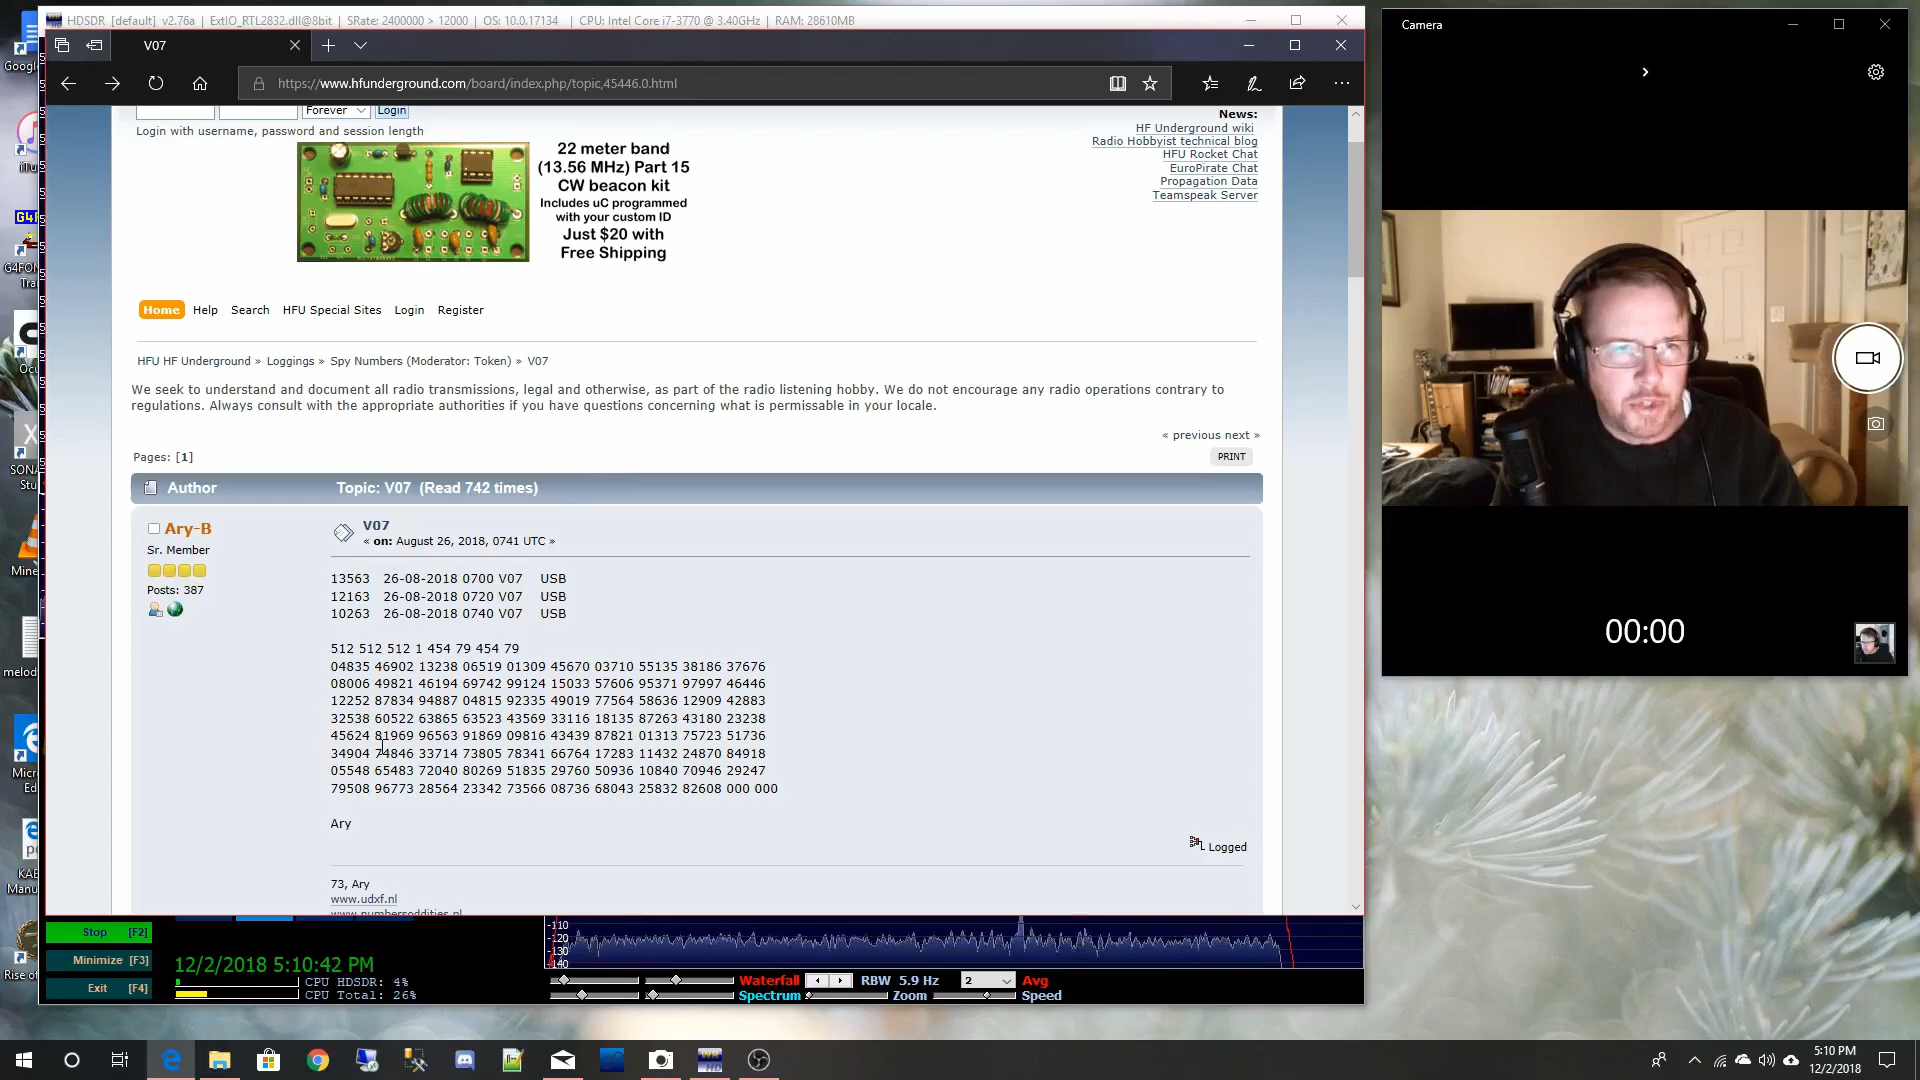 HDSDR [default] v2.76a | ExtIO_RTL2832.dll@8bit | SRate: 2400000 > 12000 | OS: 10.0.17134 | CPU: Intel Core i7-3770 @ 3.40GHz | RAM: 28610MB
Camera
V07
https://www.hfunderground.com/board/index.php/topic,45446.0.html
Forever
Login
Login with username, password and session length
News:
HF Underground wiki
Radio Hobbyist technical blog
HFU Rocket Chat
EuroPirate Chat
Propagation Data
Teamspeak Server
22 meter band
(13.56 MHz) Part 15
CW beacon kit
Includes uC programmed
with your custom ID
Just $20 with
Free Shipping
Home Help Search HFU Special Sites Login Register
HFU HF Underground » Loggings » Spy Numbers (Moderator: Token) » V07
We seek to understand and document all radio transmissions, legal and otherwise, as part of the radio listening hobby. We do not encourage any radio operations contrary to
regulations. Always consult with the appropriate authorities if you have questions concerning what is permissable in your locale.
« previous next »
Pages: [1]
PRINT
Author Topic: V07 (Read 742 times)
Ary-B
Sr. Member
Posts: 387
V07
« on: August 26, 2018, 0741 UTC »
13563 26-08-2018 0700 V07 USB
12163 26-08-2018 0720 V07 USB
10263 26-08-2018 0740 V07 USB
512 512 512 1 454 79 454 79
04835 46902 13238 06519 01309 45670 03710 55135 38186 37676
08006 49821 46194 69742 99124 15033 57606 95371 97997 46446
12252 87834 94887 04815 92335 49019 77564 58636 12909 42883
32538 60522 63865 63523 43569 33116 18135 87263 43180 23238
45624 81969 96563 91869 09816 43439 87821 01313 75723 51736
34904 74846 33714 73805 78341 66764 17283 11432 24870 84918
05548 65483 72040 80269 51835 29760 50936 10840 70946 29247
79508 96773 28564 23342 73566 08736 68043 25832 82608 000 000
Ary
Logged
73, Ary
www.udxf.nl
www.numbersoddities.nl
00:00
Stop [F2]
Minimize [F3]
Exit [F4]
12/2/2018 5:10:42 PM
CPU HDSDR: 4%
CPU Total: 26%
-110
-120
-130
-140
Waterfall RBW 5.9 Hz 2 Avg
Spectrum Zoom Speed
5:10 PM
12/2/2018